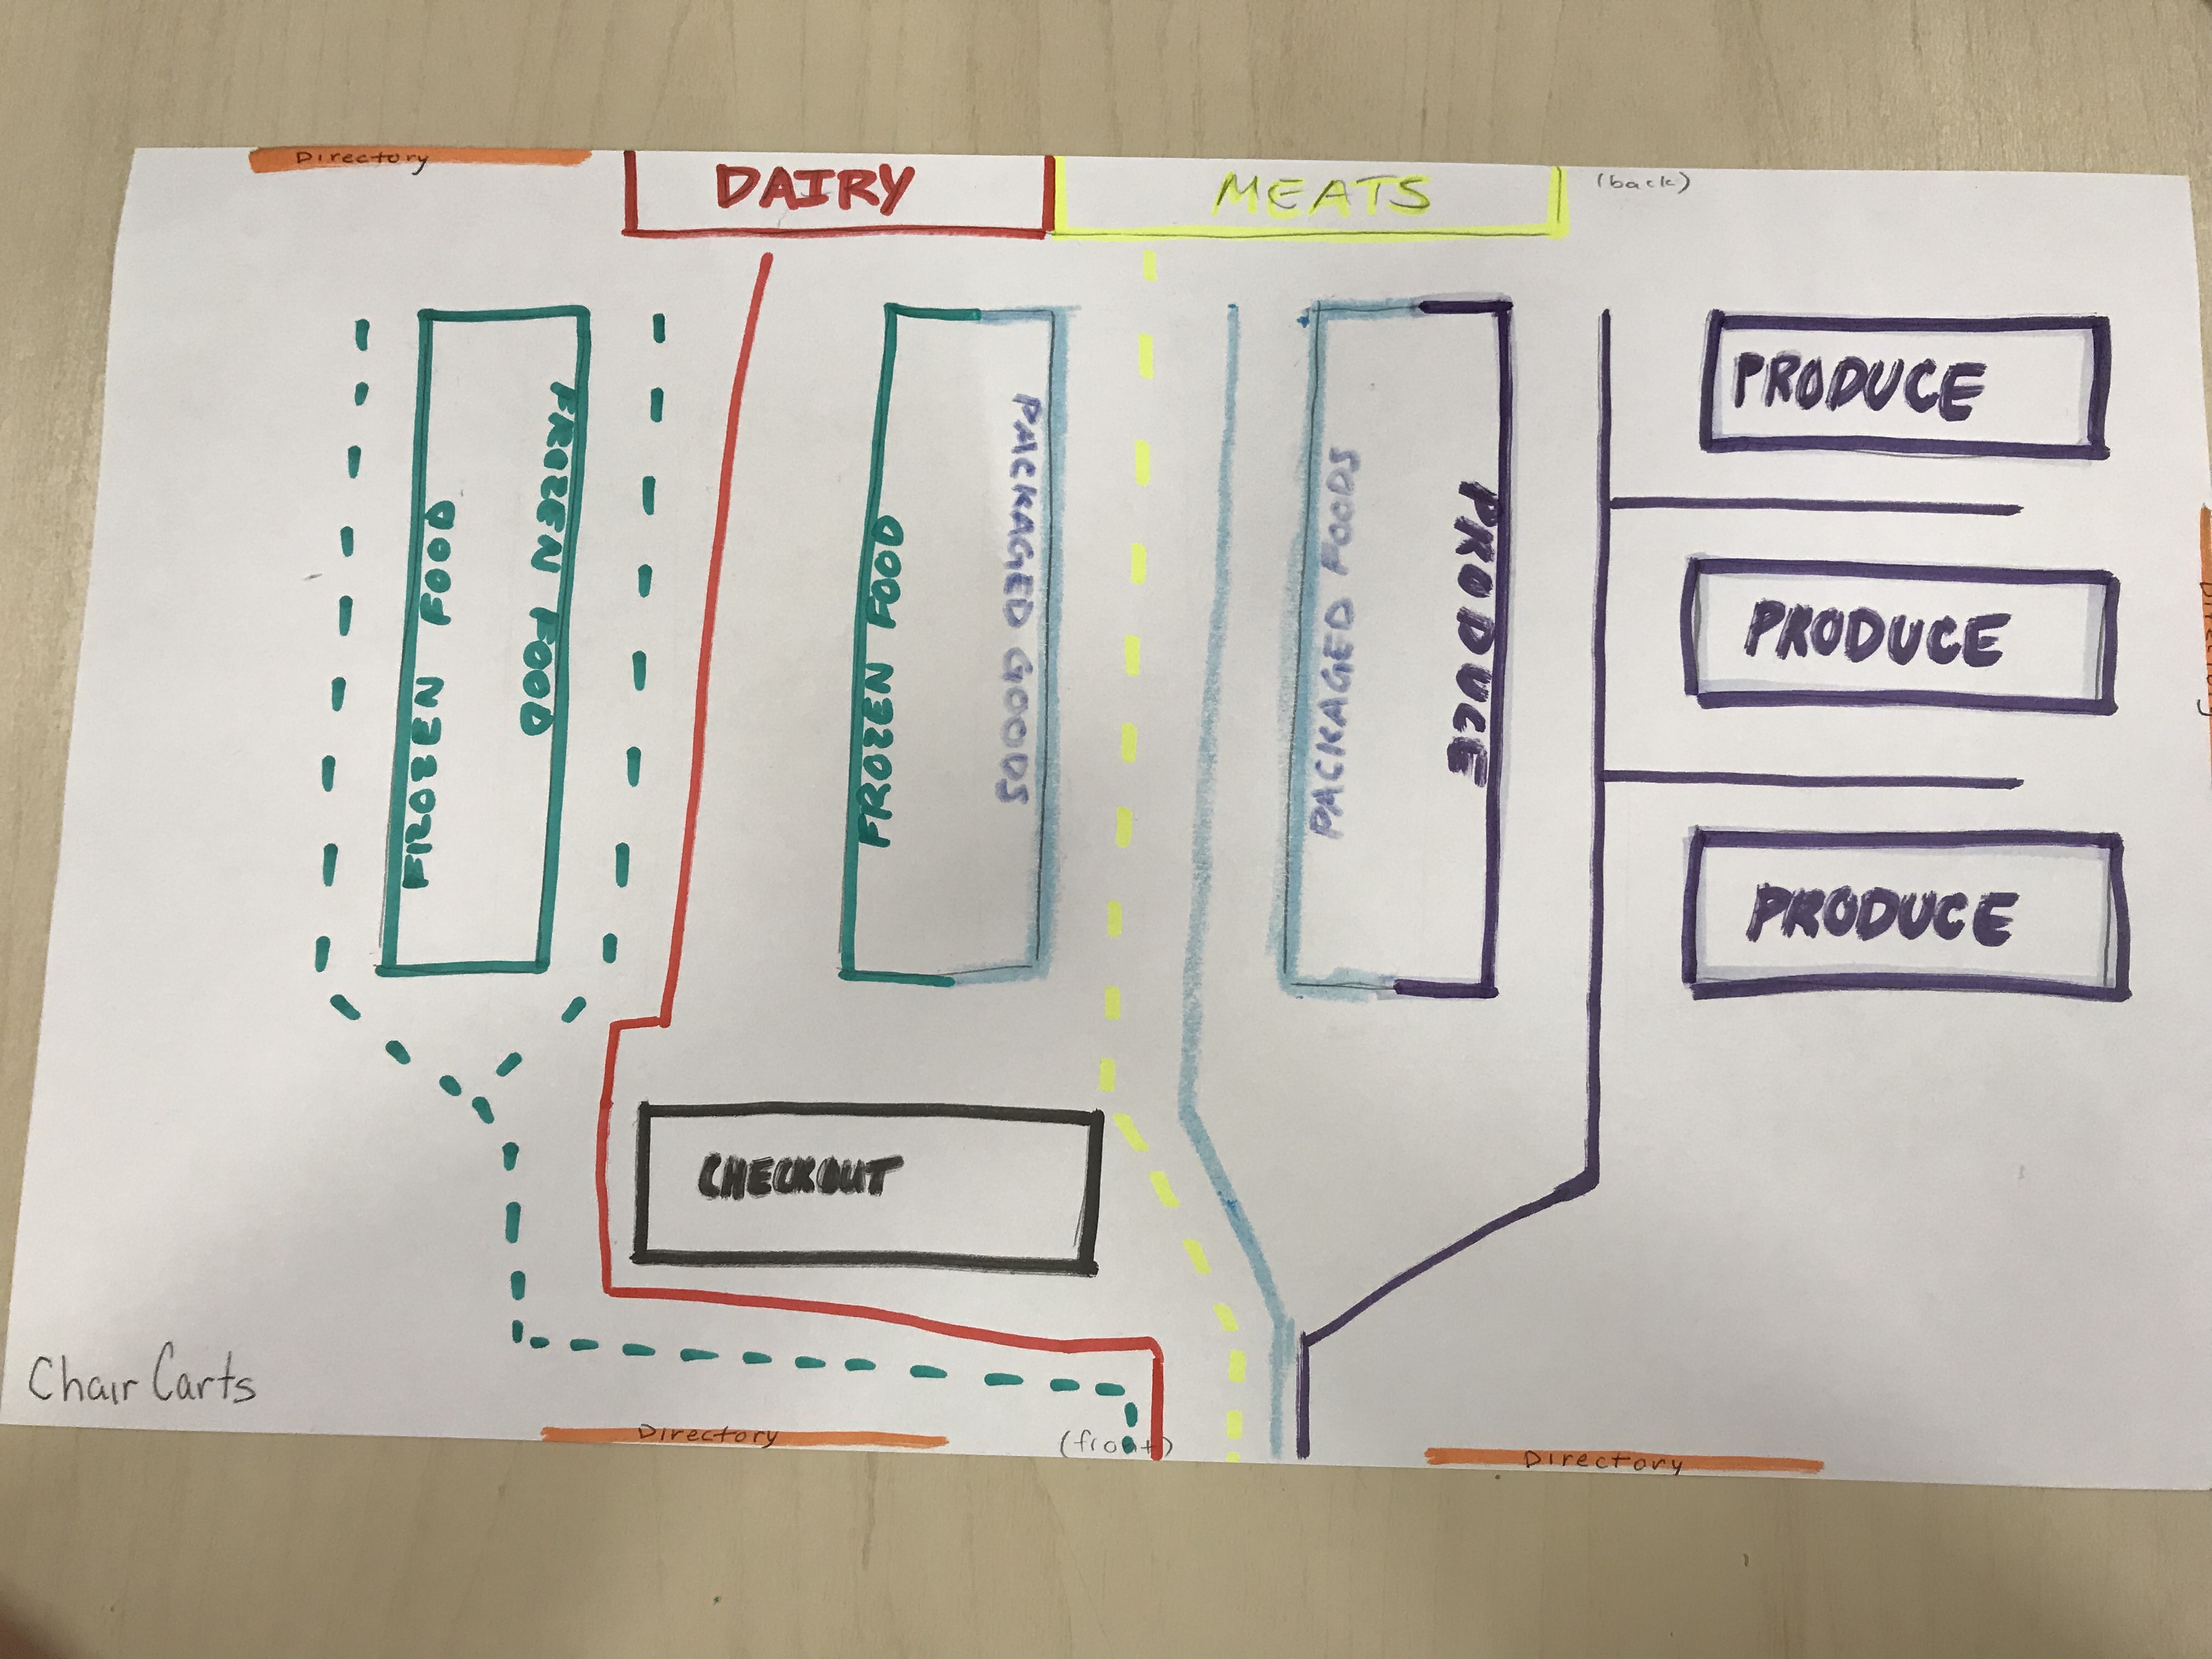 Directory
DAIRY
MEATS
(back)
FROZEN FOOD
FROZEN FOOD
FROZEN FOOD
PACKAGED GOODS
PACKAGED FOODS
PRODUCE
PRODUCE
PRODUCE
PRODUCE
Directory
CHECKOUT
Chair Carts
Directory
(front)
Directory